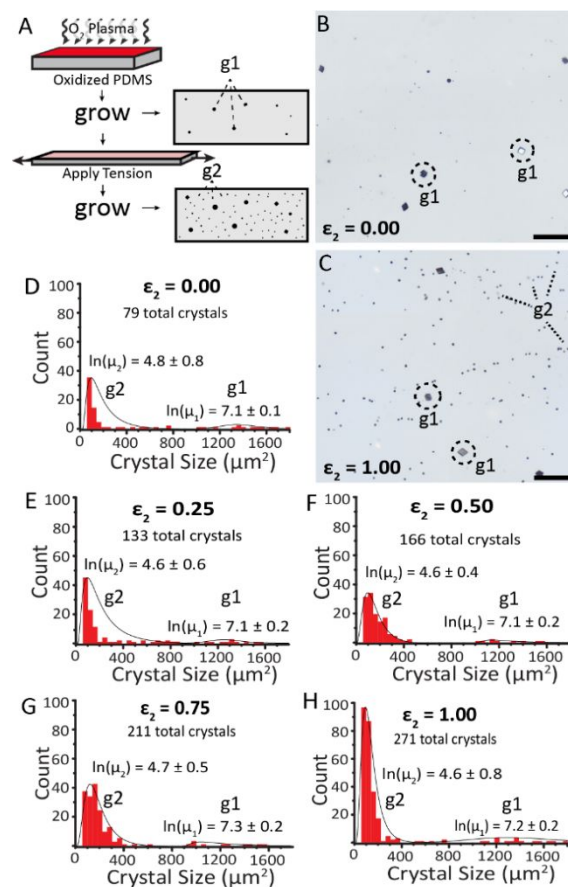 A
O2 Plasma
Oxidized PDMS
grow
g1
Apply Tension
g2
grow
B
g1
g1
ε2 = 0.00
C
g2
g1
g1
ε2 = 1.00
D
ε2 = 0.00
79 total crystals
100
80
60
40
20
0
Count
ln(μ2) = 4.8 ± 0.8
g2
g1
ln(μ1) = 7.1 ± 0.1
0 400 800 1200 1600
Crystal Size (μm²)
E
ε2 = 0.25
133 total crystals
100
80
60
40
20
Count
ln(μ2) = 4.6 ± 0.6
g2
g1
ln(μ1) = 7.1 ± 0.2
0 400 800 1200 1600
Crystal Size (μm²)
F
ε2 = 0.50
166 total crystals
100
80
60
40
20
Count
ln(μ2) = 4.6 ± 0.4
g2
g1
ln(μ1) = 7.1 ± 0.2
0 400 800 1200 1600
Crystal Size (μm²)
G
ε2 = 0.75
211 total crystals
100
80
60
40
20
Count
ln(μ2) = 4.7 ± 0.5
g2
g1
ln(μ1) = 7.3 ± 0.2
0 400 800 1200 1600
Crystal Size (μm²)
H
ε2 = 1.00
271 total crystals
100
80
60
40
20
Count
ln(μ2) = 4.6 ± 0.8
g2
g1
ln(μ1) = 7.2 ± 0.2
0 400 800 1200 1600
Crystal Size (μm²)